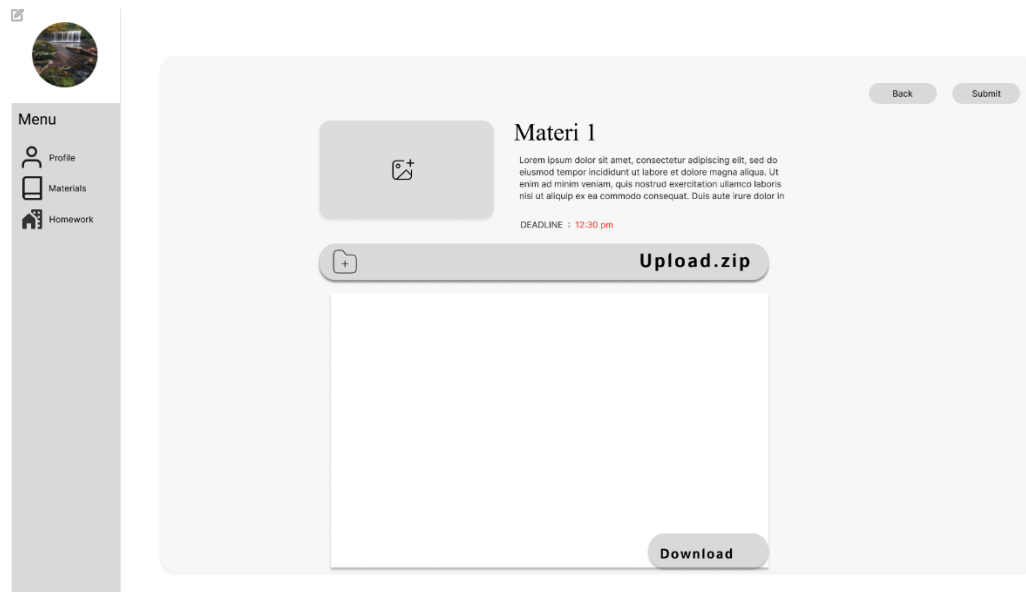 Menu
Profile
Materials
Homework
Back
Submit
Materi 1
Lorem ipsum dolor sit amet, consectetur adipiscing elit, sed do
eiusmod tempor incididunt ut labore et dolore magna aliqua. Ut
enim ad minim veniam, quis nostrud exercitation ullamco laboris
nisi ut aliquip ex ea commodo consequat. Duis aute irure dolor in
DEADLINE : 12:30 pm
Upload.zip
Download